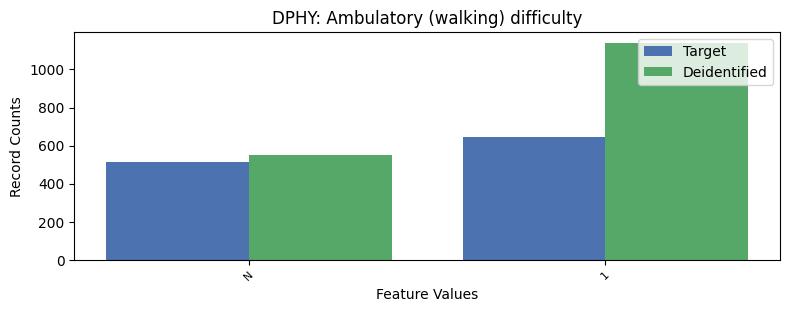 DPHY: Ambulatory (walking) difficulty
Target
Deidentified
Record Counts
1000
800
600
400
200
0
N
1
Feature Values